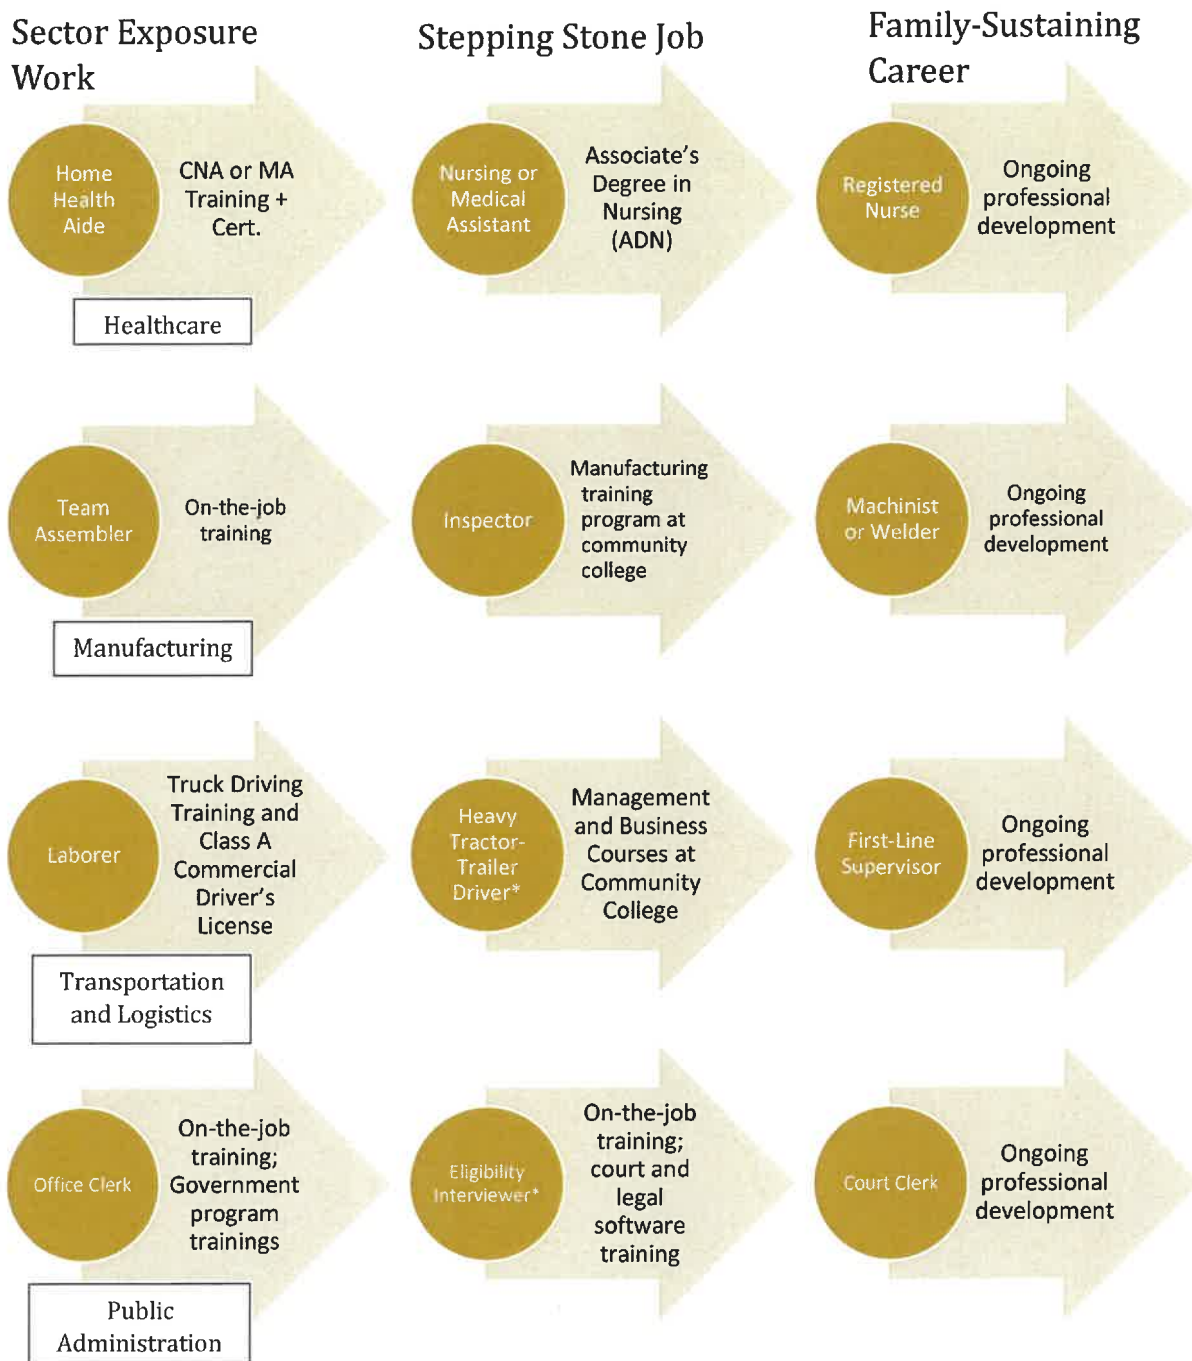 Sector Exposure
Work
Stepping Stone Job
Family-Sustaining
Career
Home
Health
Aide
CNA or MA
Training +
Cert.
Nursing or
Medical
Assistant
Associate's
Degree in
Nursing
(ADN)
Registered
Nurse
Ongoing
professional
development
Healthcare
Team
Assembler
On-the-job
training
Inspector
Manufacturing
training
program at
community
college
Machinist
or Welder
Ongoing
professional
development
Manufacturing
Laborer
Truck Driving
Training and
Class A
Commercial
Driver's
License
Heavy
Tractor-
Trailer
Driver*
Management
and Business
Courses at
Community
College
First-Line
Supervisor
Ongoing
professional
development
Transportation
and Logistics
Office Clerk
On-the-job
training;
Government
program
trainings
Eligibility
Interviewer*
On-the-job
training;
court and
legal
software
training
Court Clerk
Ongoing
professional
development
Public
Administration